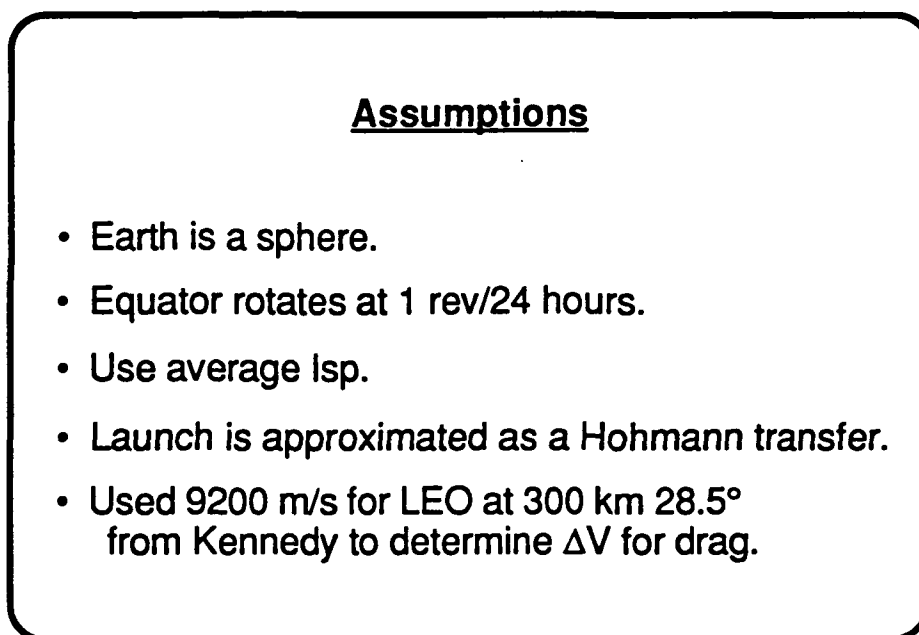 Assumptions
• Earth is a sphere.
• Equator rotates at 1 rev/24 hours.
• Use average Isp.
• Launch is approximated as a Hohmann transfer.
• Used 9200 m/s for LEO at 300 km 28.5°
from Kennedy to determine ΔV for drag.